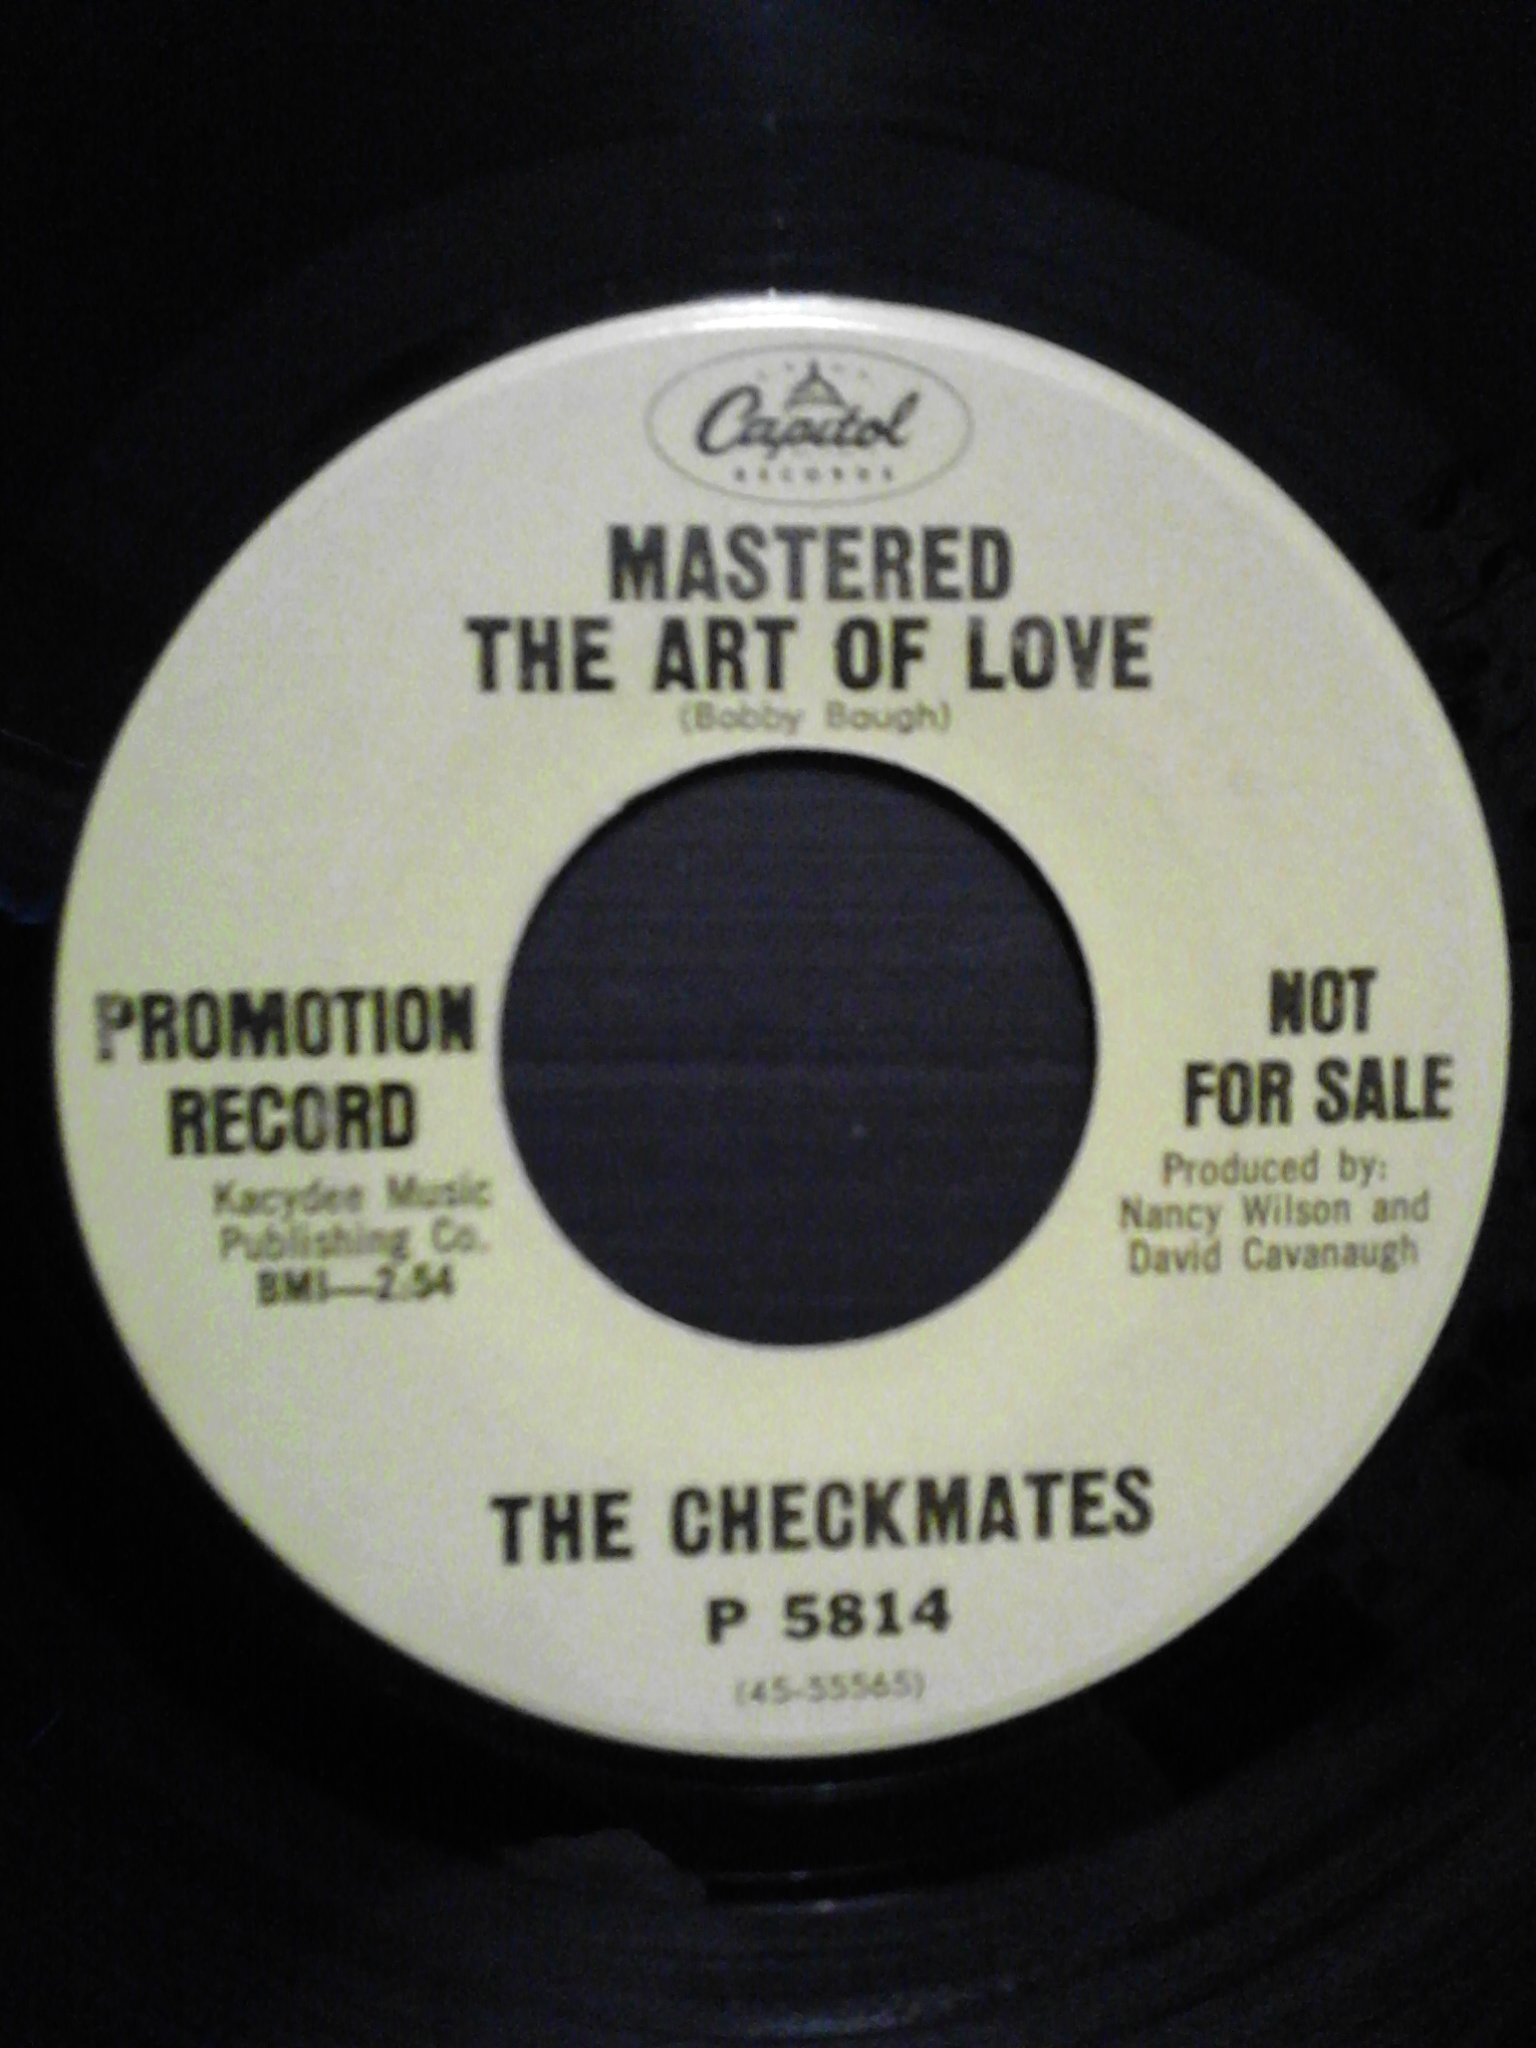 Capitol
RECORDS
MASTERED
THE ART OF LOVE
(Bobby Baugh)
PROMOTION
RECORD
Kacydee Music
Publishing Co.
BMI—2:54
NOT
FOR SALE
Produced by:
Nancy Wilson and
David Cavanaugh
THE CHECKMATES
P 5814
(45-55565)